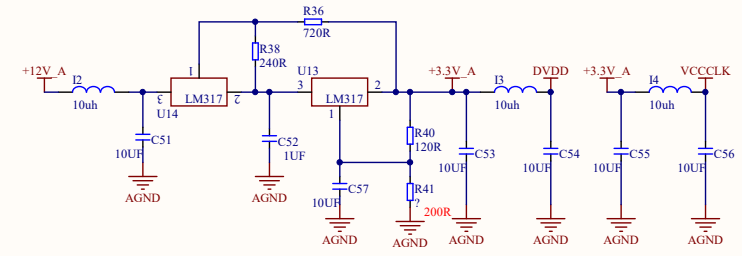 R36
720R
R38
240R
+12V_A
I2
10uh
1
3
2
LM317
U14
U13
3
2
LM317
1
+3.3V_A
I3
10uh
DVDD
+3.3V_A
I4
10uh
VCCCLK
C51
10UF
AGND
C52
1UF
AGND
R40
120R
C57
10UF
AGND
R41
?
200R
AGND
C53
10UF
AGND
C54
10UF
AGND
C55
10UF
AGND
C56
10UF
AGND